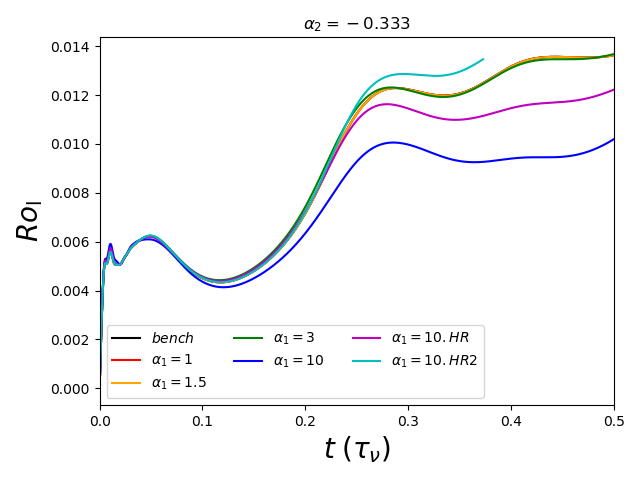 α₂ = −0.333
0.014
0.012
0.010
0.008
0.006
0.004
0.002
0.000
Ro_l
bench
α₁ = 1
α₁ = 1.5
α₁ = 3
α₁ = 10
α₁ = 10.HR
α₁ = 10.HR2
0.0 0.1 0.2 0.3 0.4 0.5
t (τ_ν)